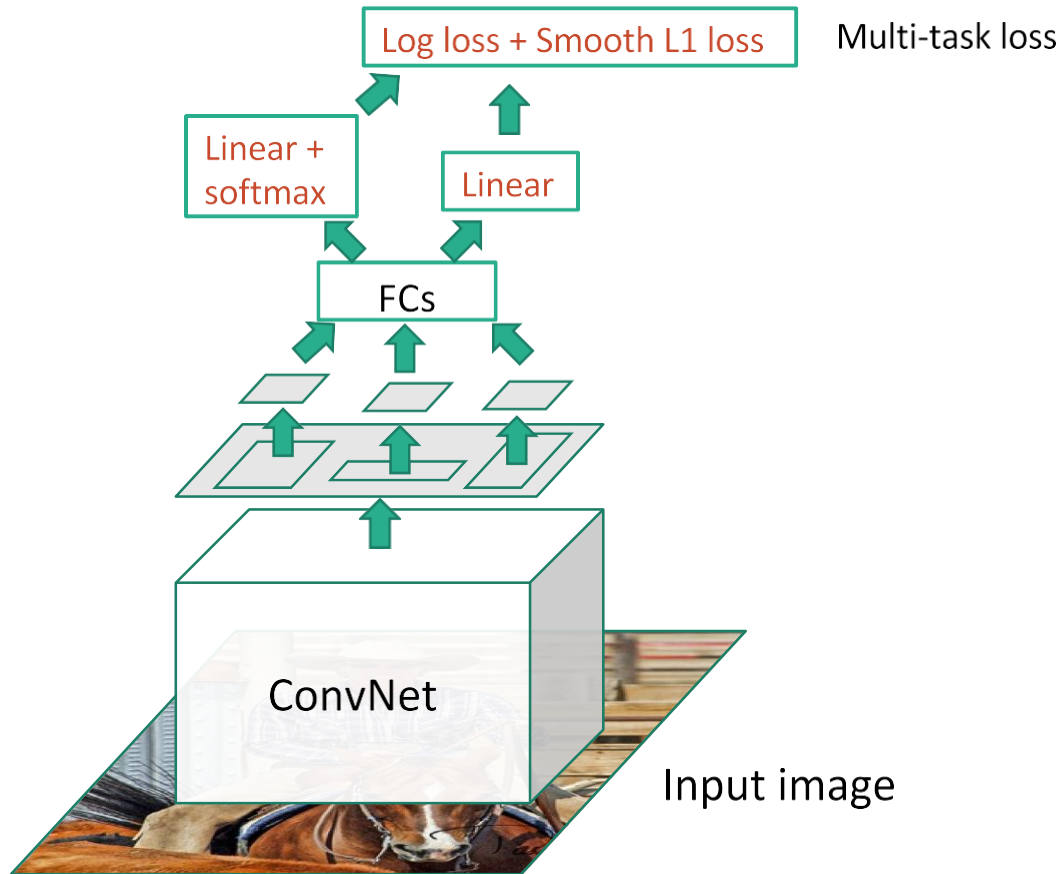 Log loss + Smooth L1 loss
Multi-task loss
Linear +
softmax
Linear
FCs
ConvNet
Input image